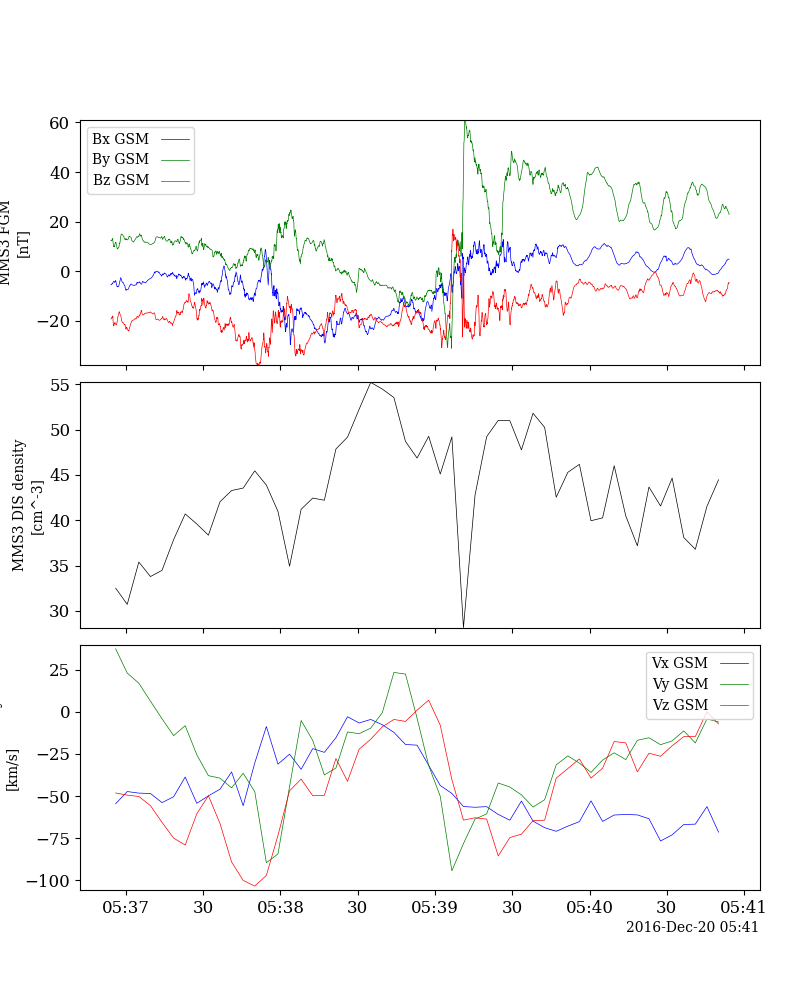 60
40
20
0
−20
MMS3 FGM
[nT]
Bx GSM
By GSM
Bz GSM
55
50
45
40
35
30
MMS3 DIS density
[cm^-3]
25
0
−25
−50
−75
−100
[km/s]
Vx GSM
Vy GSM
Vz GSM
05:37 30 05:38 30 05:39 30 05:40 30 05:41
2016-Dec-20 05:41